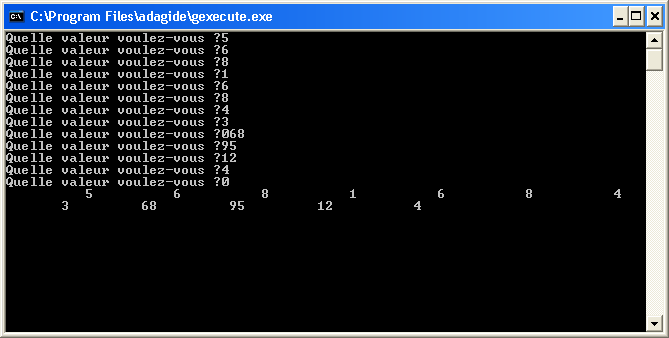 C:\Program Files\adagide\gexecute.exe
Quelle valeur voulez-vous ?5
Quelle valeur voulez-vous ?6
Quelle valeur voulez-vous ?8
Quelle valeur voulez-vous ?1
Quelle valeur voulez-vous ?6
Quelle valeur voulez-vous ?8
Quelle valeur voulez-vous ?4
Quelle valeur voulez-vous ?3
Quelle valeur voulez-vous ?068
Quelle valeur voulez-vous ?95
Quelle valeur voulez-vous ?12
Quelle valeur voulez-vous ?4
Quelle valeur voulez-vous ?0
5 6 8 1 6 8 4
3 68 95 12 4